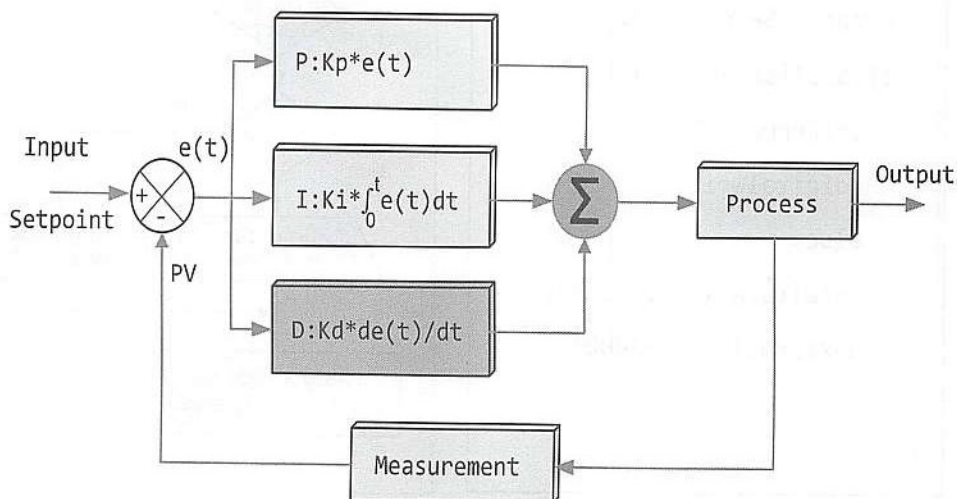 P:Kp*e(t)
Input
e(t)
+
-
Setpoint
I:Ki*∫₀ᵗe(t)dt
Σ
Process
Output
PV
D:Kd*de(t)/dt
Measurement